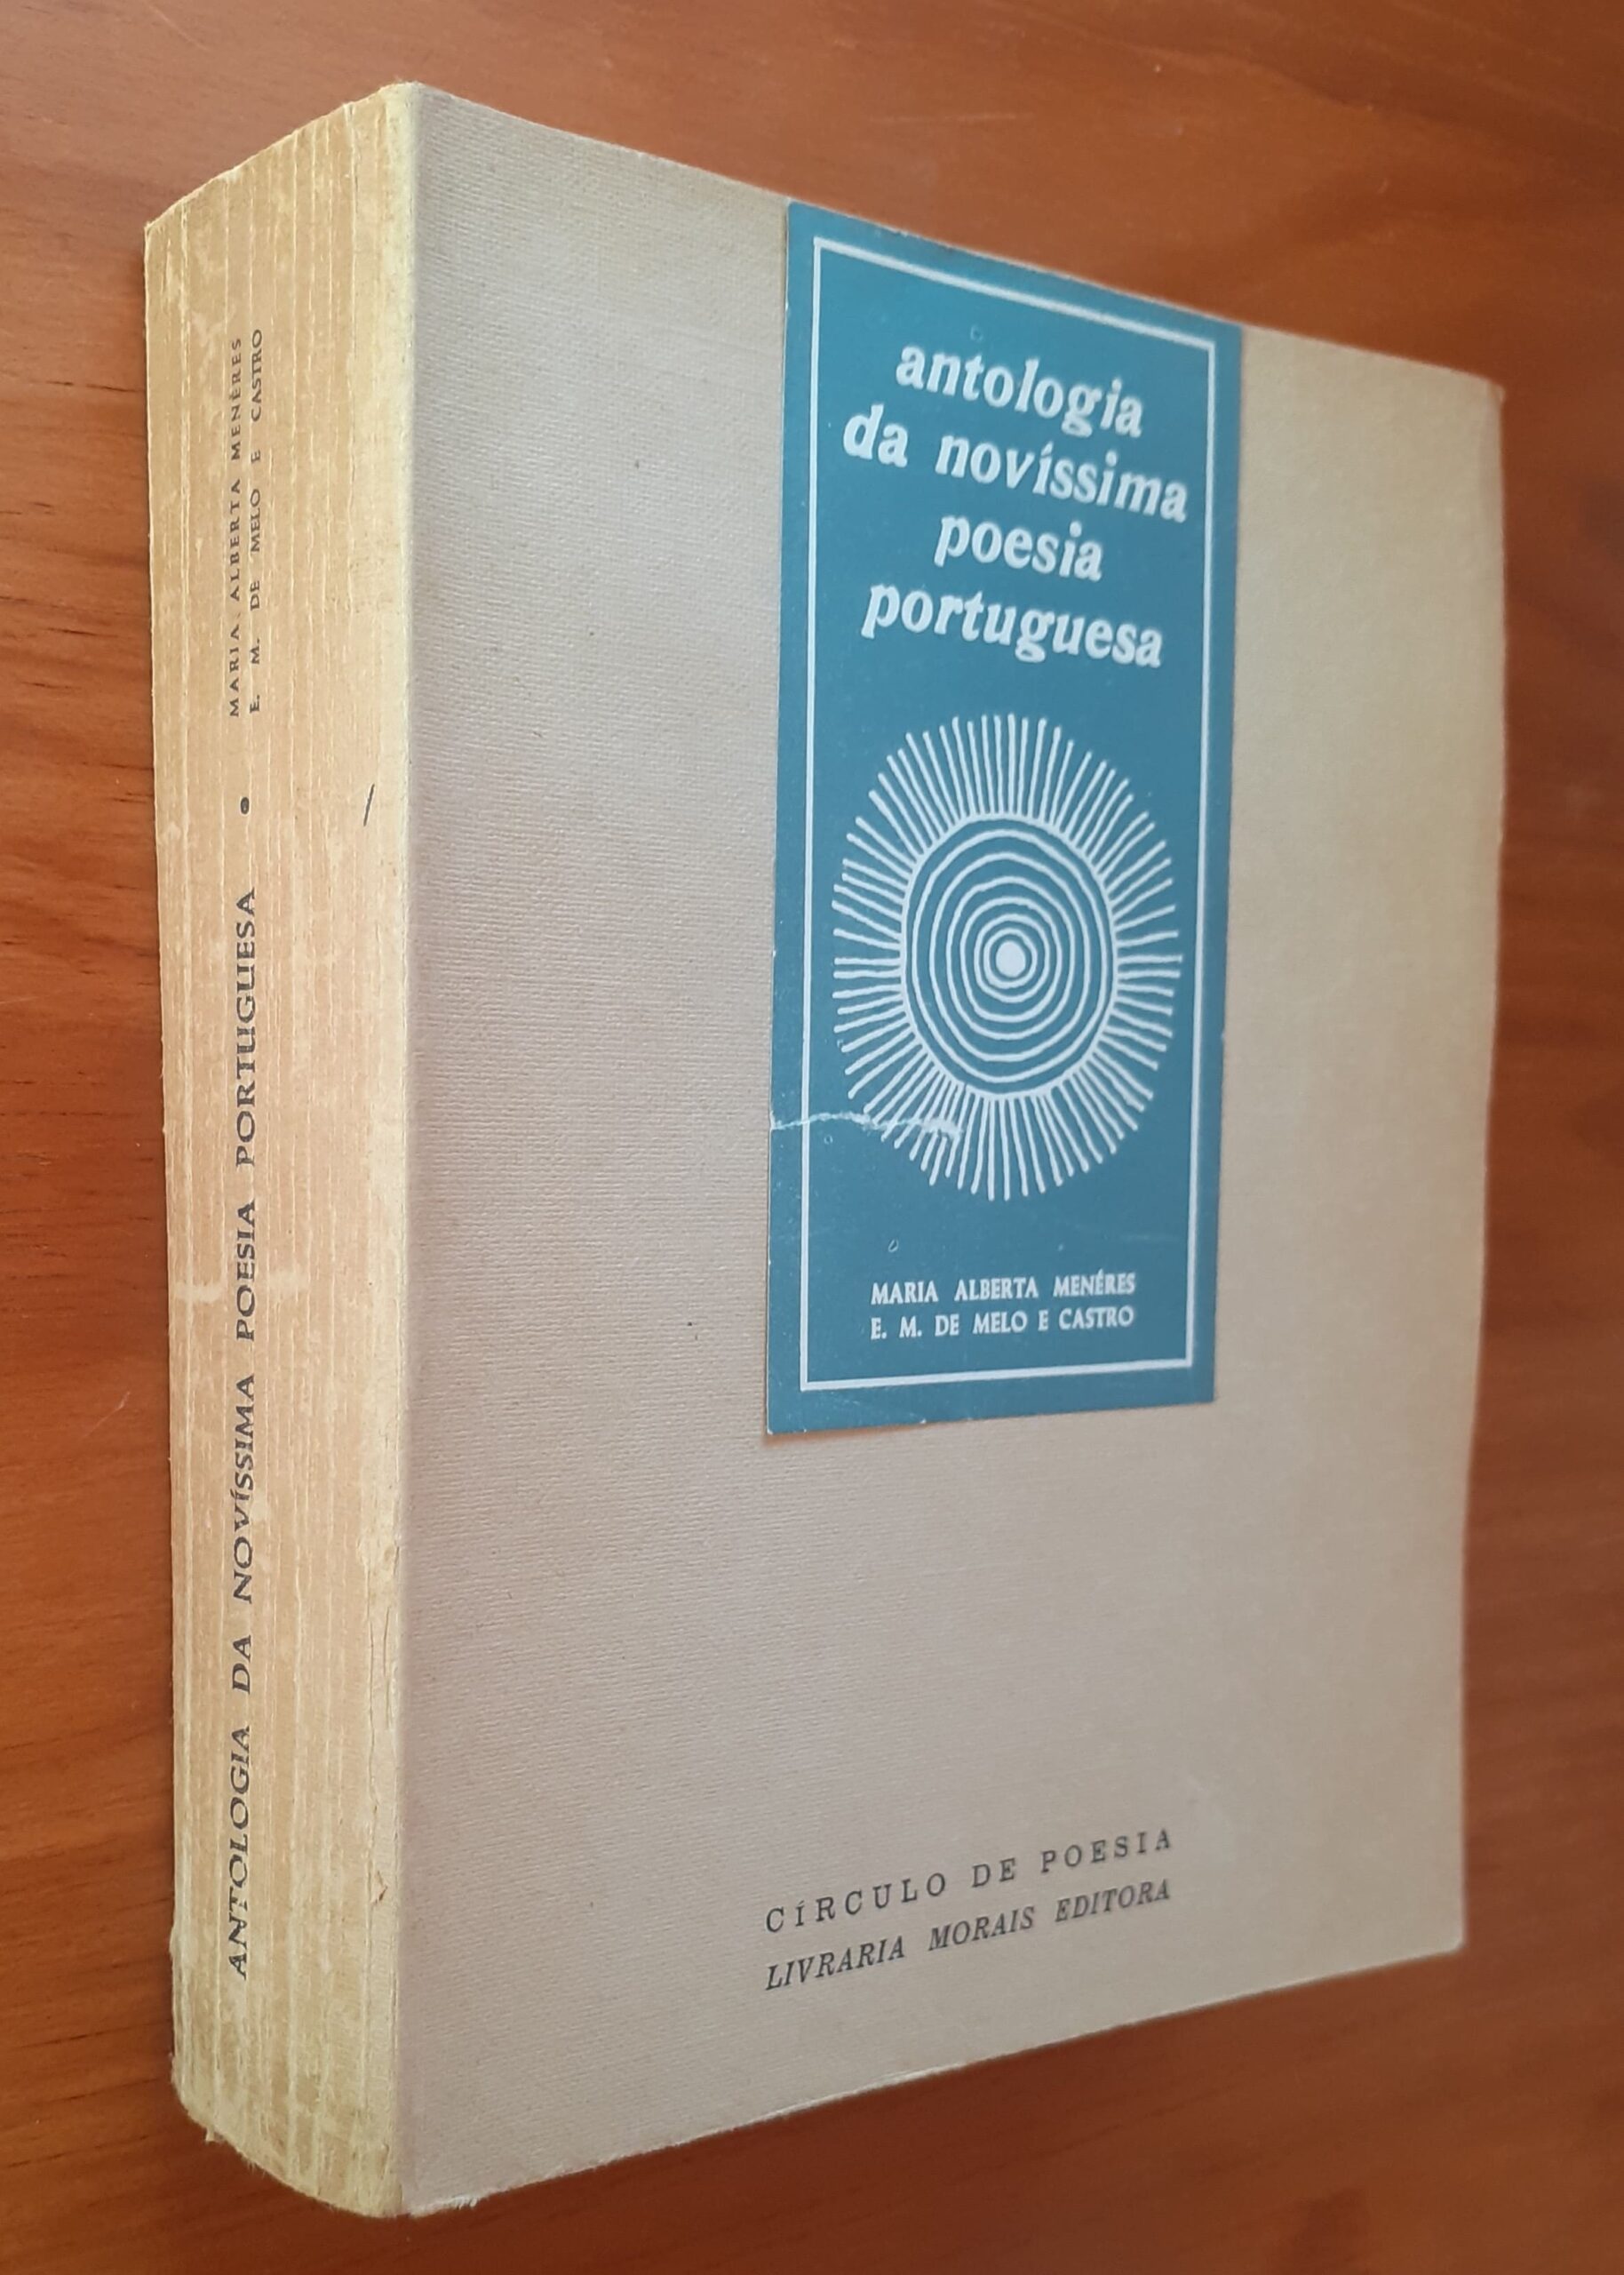 MARIA ALBERTA MENÉRES
E. M. DE MELO E CASTRO
ANTOLOGIA DA NOVÍSSIMA POESIA PORTUGUESA •
antologia
da novíssima
poesia
portuguesa
MARIA ALBERTA MENÉRES
E. M. DE MELO E CASTRO
CÍRCULO DE POESIA
LIVRARIA MORAIS EDITORA